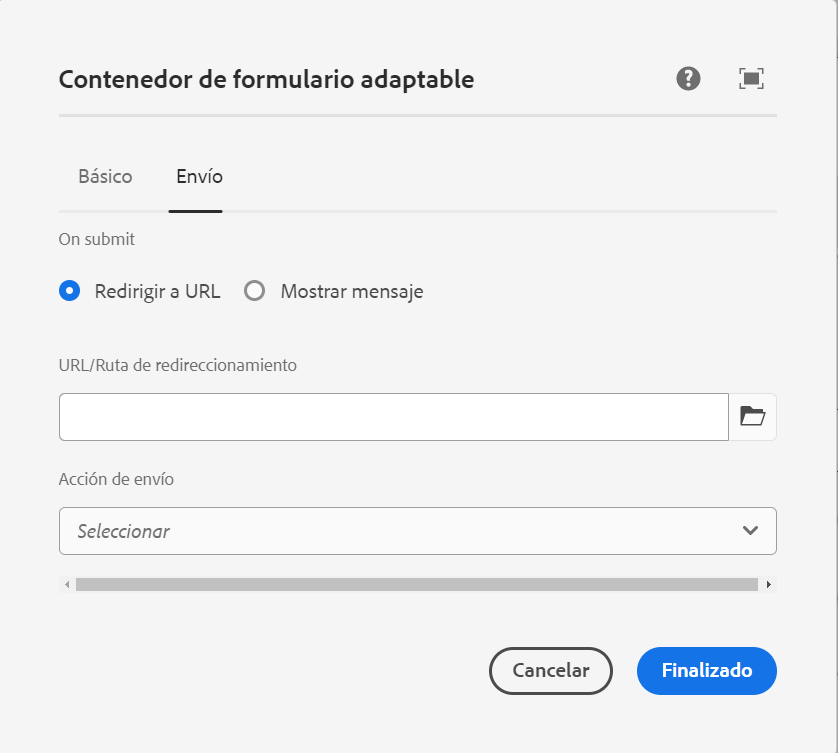 Contenedor de formulario adaptable
Básico Envío
On submit
Redirigir a URL Mostrar mensaje
URL/Ruta de redireccionamiento
Acción de envío
Seleccionar
Cancelar Finalizado